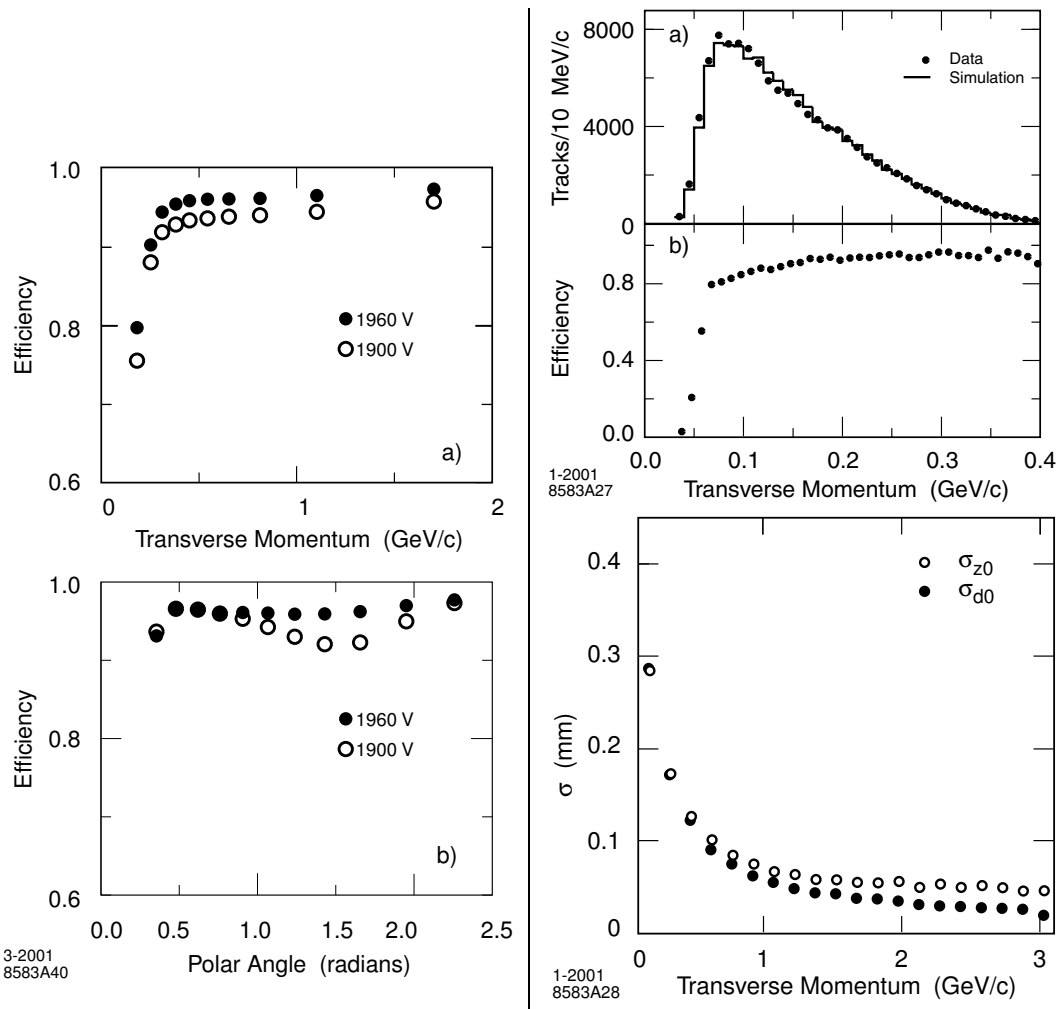 1.0
0.8
0.6
Efficiency
1960 V
1900 V
a)
0
1
2
Transverse Momentum (GeV/c)
1.0
0.8
0.6
Efficiency
1960 V
1900 V
b)
0.0 0.5 1.0 1.5 2.0 2.5
Polar Angle (radians)
3-2001
8583A40
8000
4000
0
Tracks/10 MeV/c
a)
Data
Simulation
b)
0.8
0.4
0.0
Efficiency
0.0 0.1 0.2 0.3 0.4
Transverse Momentum (GeV/c)
1-2001
8583A27
0.4
0.3
0.2
0.1
0
σ (mm)
σz0
σd0
1 2 3
Transverse Momentum (GeV/c)
1-2001
8583A28